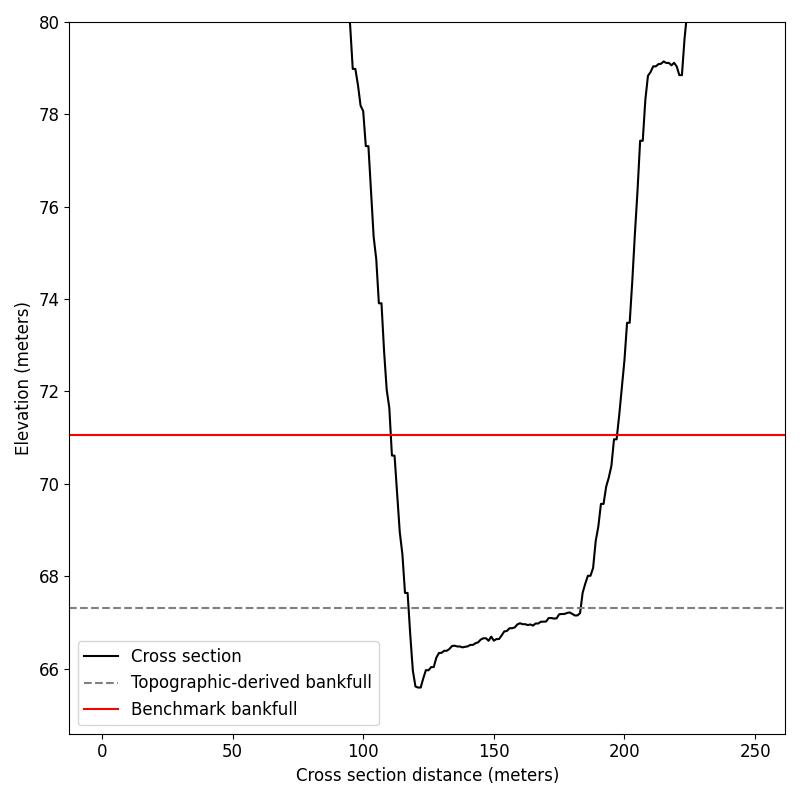 80
78
76
74
72
70
68
66
Elevation (meters)
Cross section
Topographic-derived bankfull
Benchmark bankfull
0 50 100 150 200 250
Cross section distance (meters)